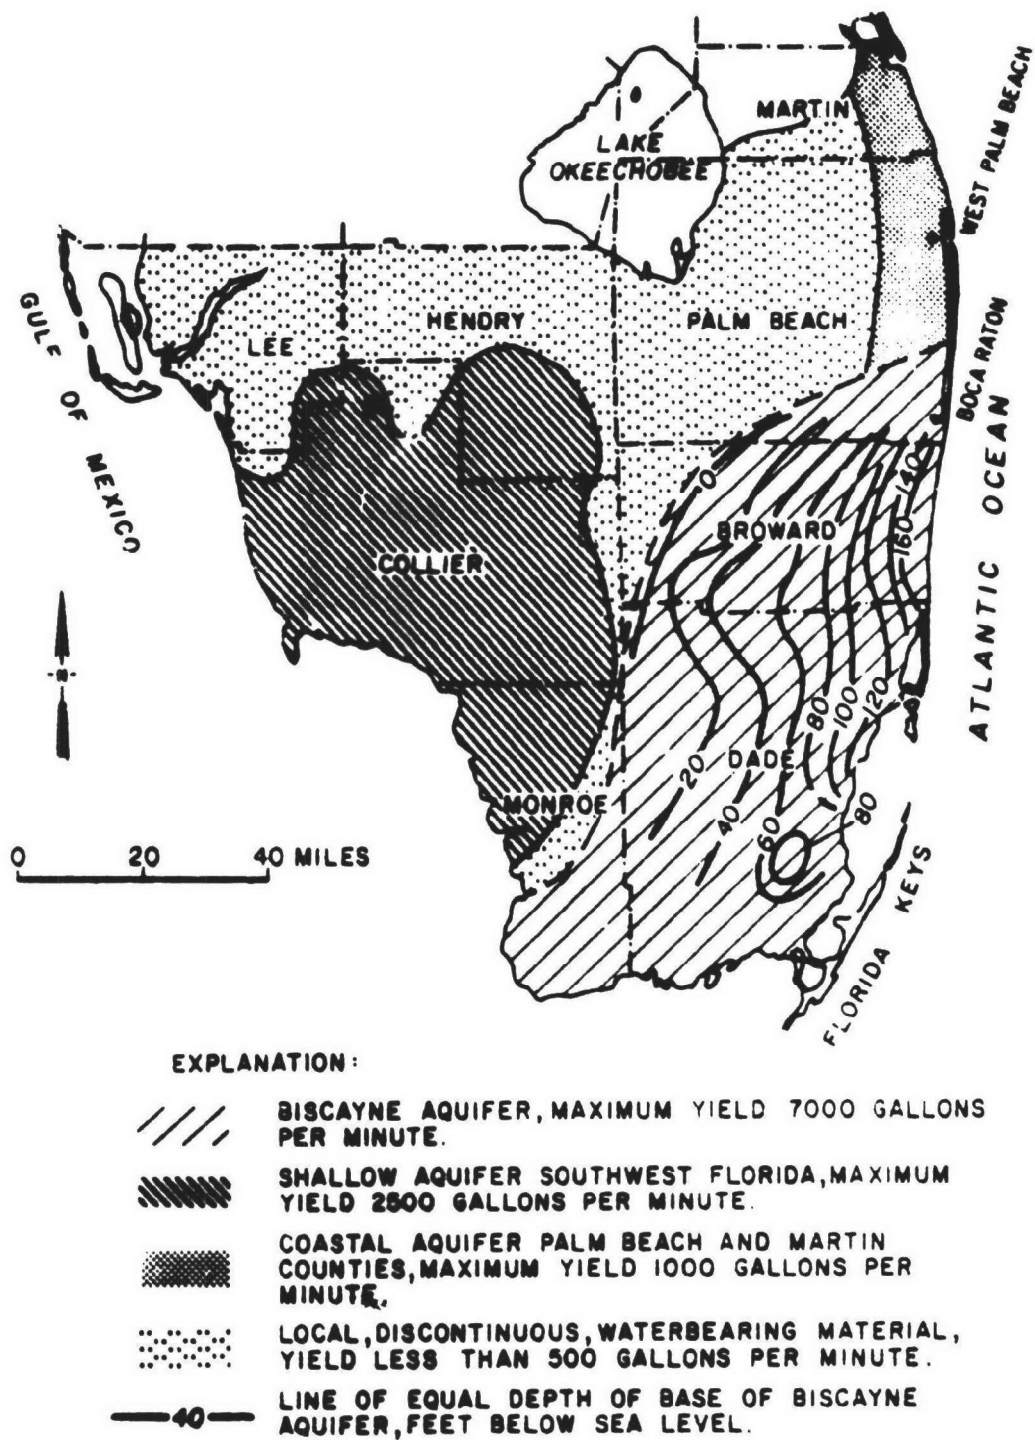 MARTIN
LAKE
OKEECHOBEE
WEST PALM BEACH
GULF OF MEXICO
LEE
HENDRY
PALM BEACH
BOCA RATON
ATLANTIC OCEAN
0
140
160
BROWARD
COLLIER
N
80
100
120
20
DADE
40
60
80
MONROE
0 20 40 MILES
FLORIDA KEYS
EXPLANATION:
BISCAYNE AQUIFER, MAXIMUM YIELD 7000 GALLONS
PER MINUTE.
SHALLOW AQUIFER SOUTHWEST FLORIDA, MAXIMUM
YIELD 2500 GALLONS PER MINUTE.
COASTAL AQUIFER PALM BEACH AND MARTIN
COUNTIES, MAXIMUM YIELD 1000 GALLONS PER
MINUTE.
LOCAL, DISCONTINUOUS, WATERBEARING MATERIAL,
YIELD LESS THAN 500 GALLONS PER MINUTE.
40 LINE OF EQUAL DEPTH OF BASE OF BISCAYNE
AQUIFER, FEET BELOW SEA LEVEL.